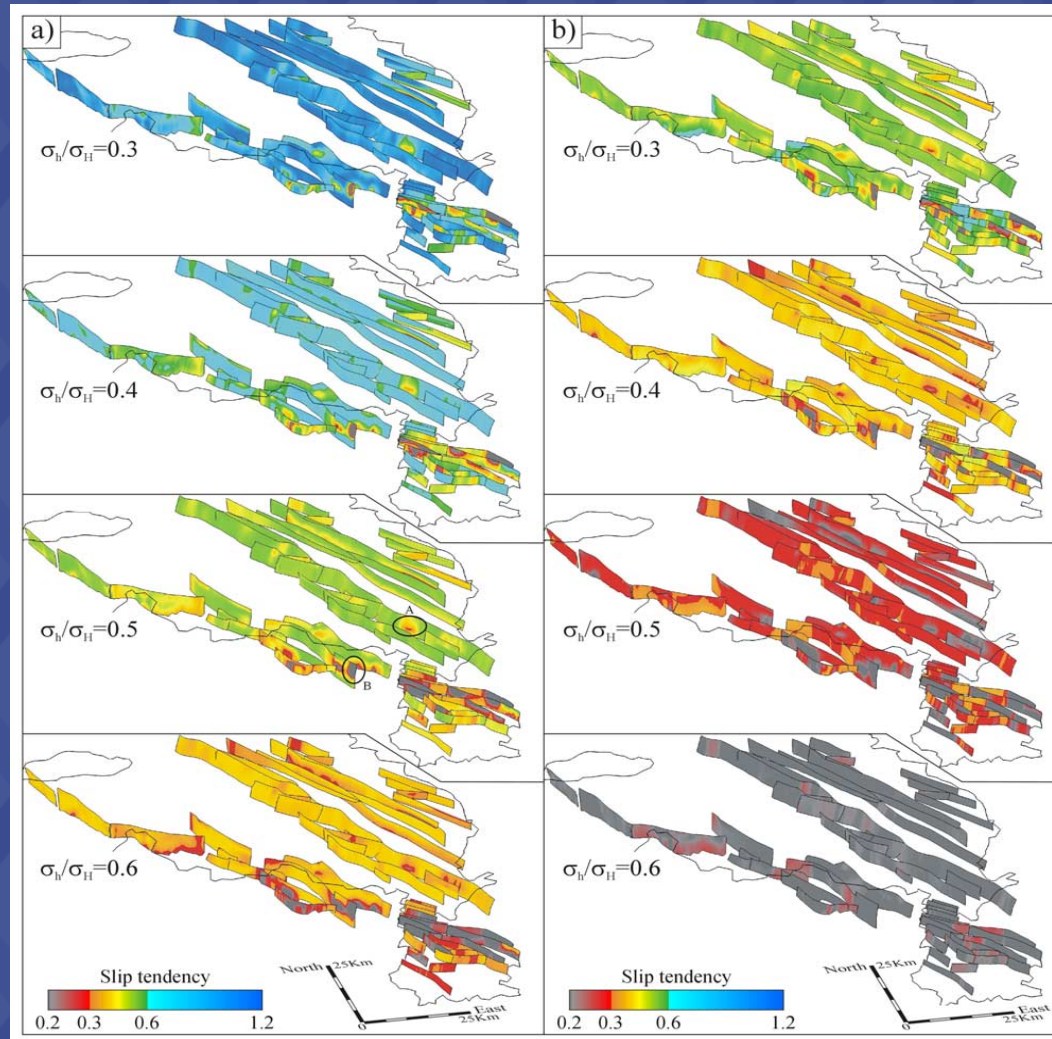 a)
σh/σH=0.3
σh/σH=0.4
σh/σH=0.5
A
B
σh/σH=0.6
Slip tendency
0.2 0.3 0.6 1.2
North 25Km
0 East
25Km
b)
σh/σH=0.3
σh/σH=0.4
σh/σH=0.5
σh/σH=0.6
Slip tendency
0.2 0.3 0.6 1.2
North 25Km
0 East
25Km